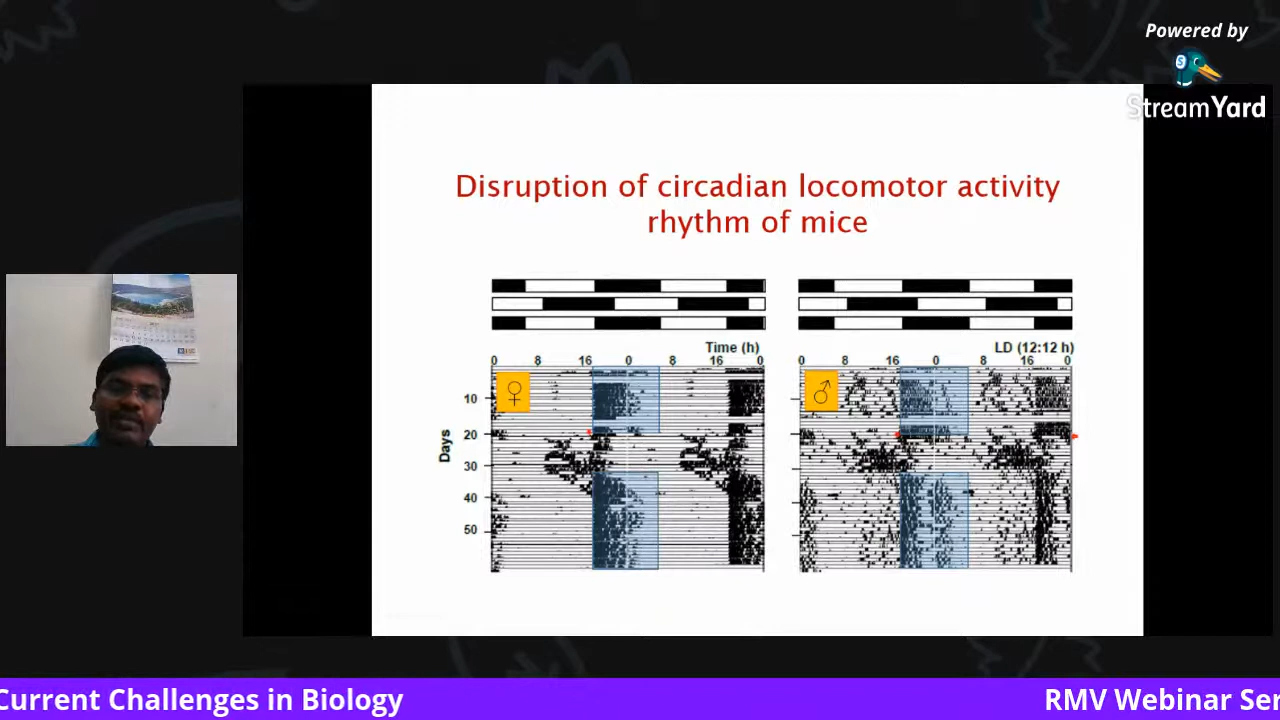 Powered by
StreamYard
Disruption of circadian locomotor activity
rhythm of mice
Time (h)
LD (12:12 h)
0 8 16 0 8 16 0
0 8 16 0 8 16 0
♀
♂
Days
10
20
30
40
50
Current Challenges in Biology
RMV Webinar Ser